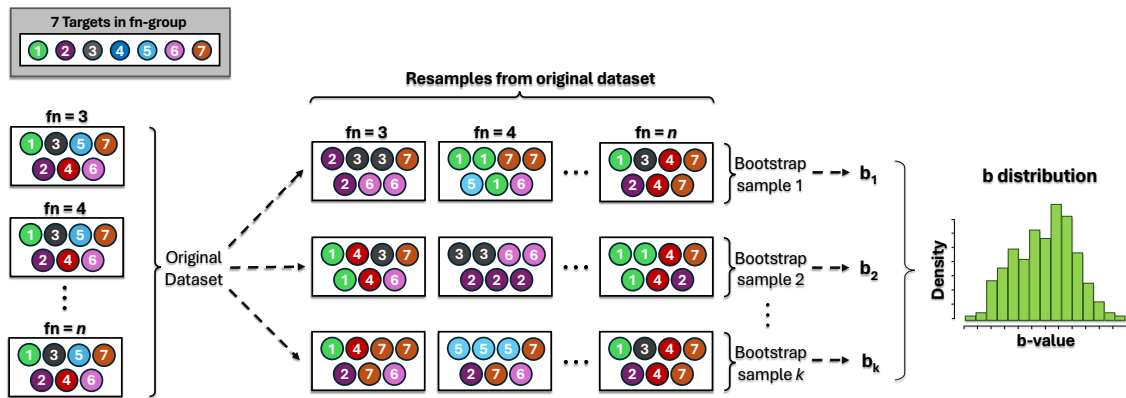 7 Targets in fn-group
1 2 3 4 5 6 7
Resamples from original dataset
fn = 3
1 3 5 7
2 4 6
fn = 4
1 3 5 7
2 4 6
fn = n
1 3 5 7
2 4 6
Original
Dataset
fn = 3
2 3 3 7
2 6 6
fn = 4
1 1 7 7
5 1 6
...
fn = n
1 3 4 7
2 4 7
Bootstrap
sample 1
b1
1 4 3 7
1 4 6
3 3 6 6
2 2 2
...
1 1 4 7
1 4 2
Bootstrap
sample 2
b2
1 4 7 7
2 7 6
5 5 5 7
2 7 6
...
1 3 4 7
2 4 7
Bootstrap
sample k
bk
b distribution
Density
b-value